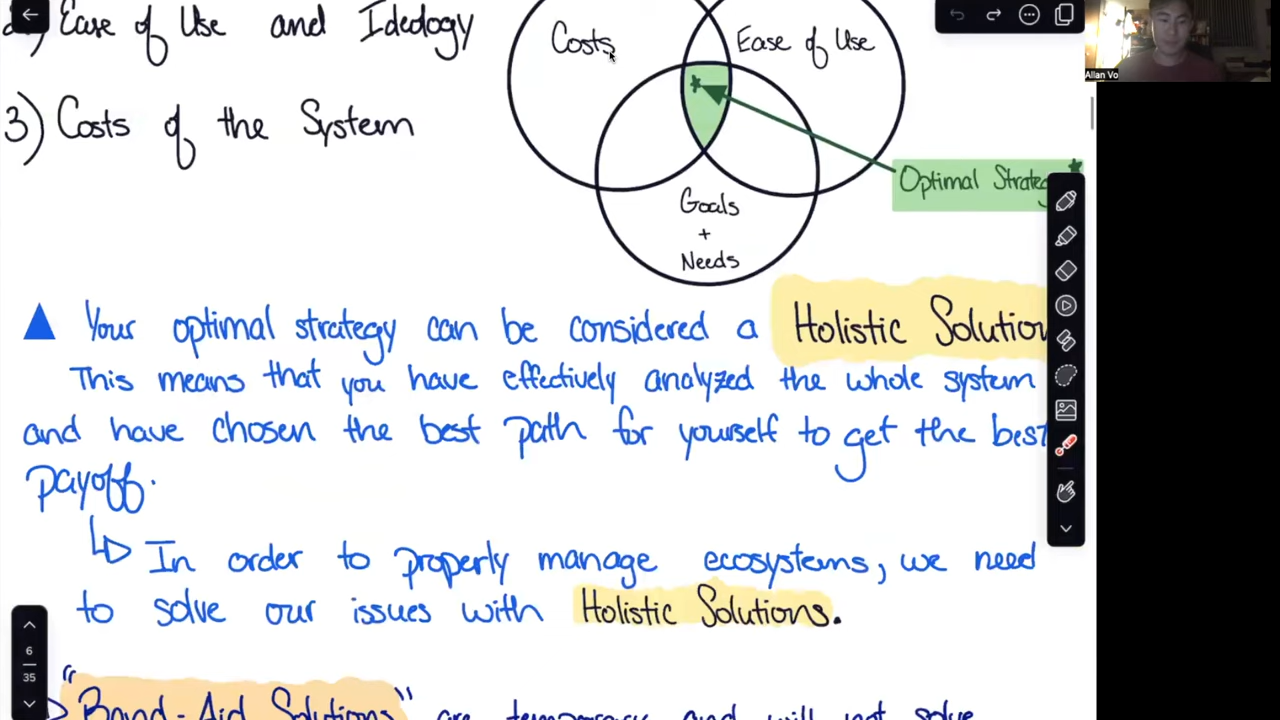 2) Ease of Use and Ideology
3) Costs of the System
Costs
Ease of Use
Goals
+
Needs
Optimal
Allan Vo
Your optimal strategy can be considered a Holistic Solution
This means that you have effectively analyzed the whole system
and have chosen the best path for yourself to get the best
payoff.
In order to properly manage ecosystems, we need
to solve our issues with Holistic Solutions.
6
35
"Band-Aid Solutions" are temporary and will not solve